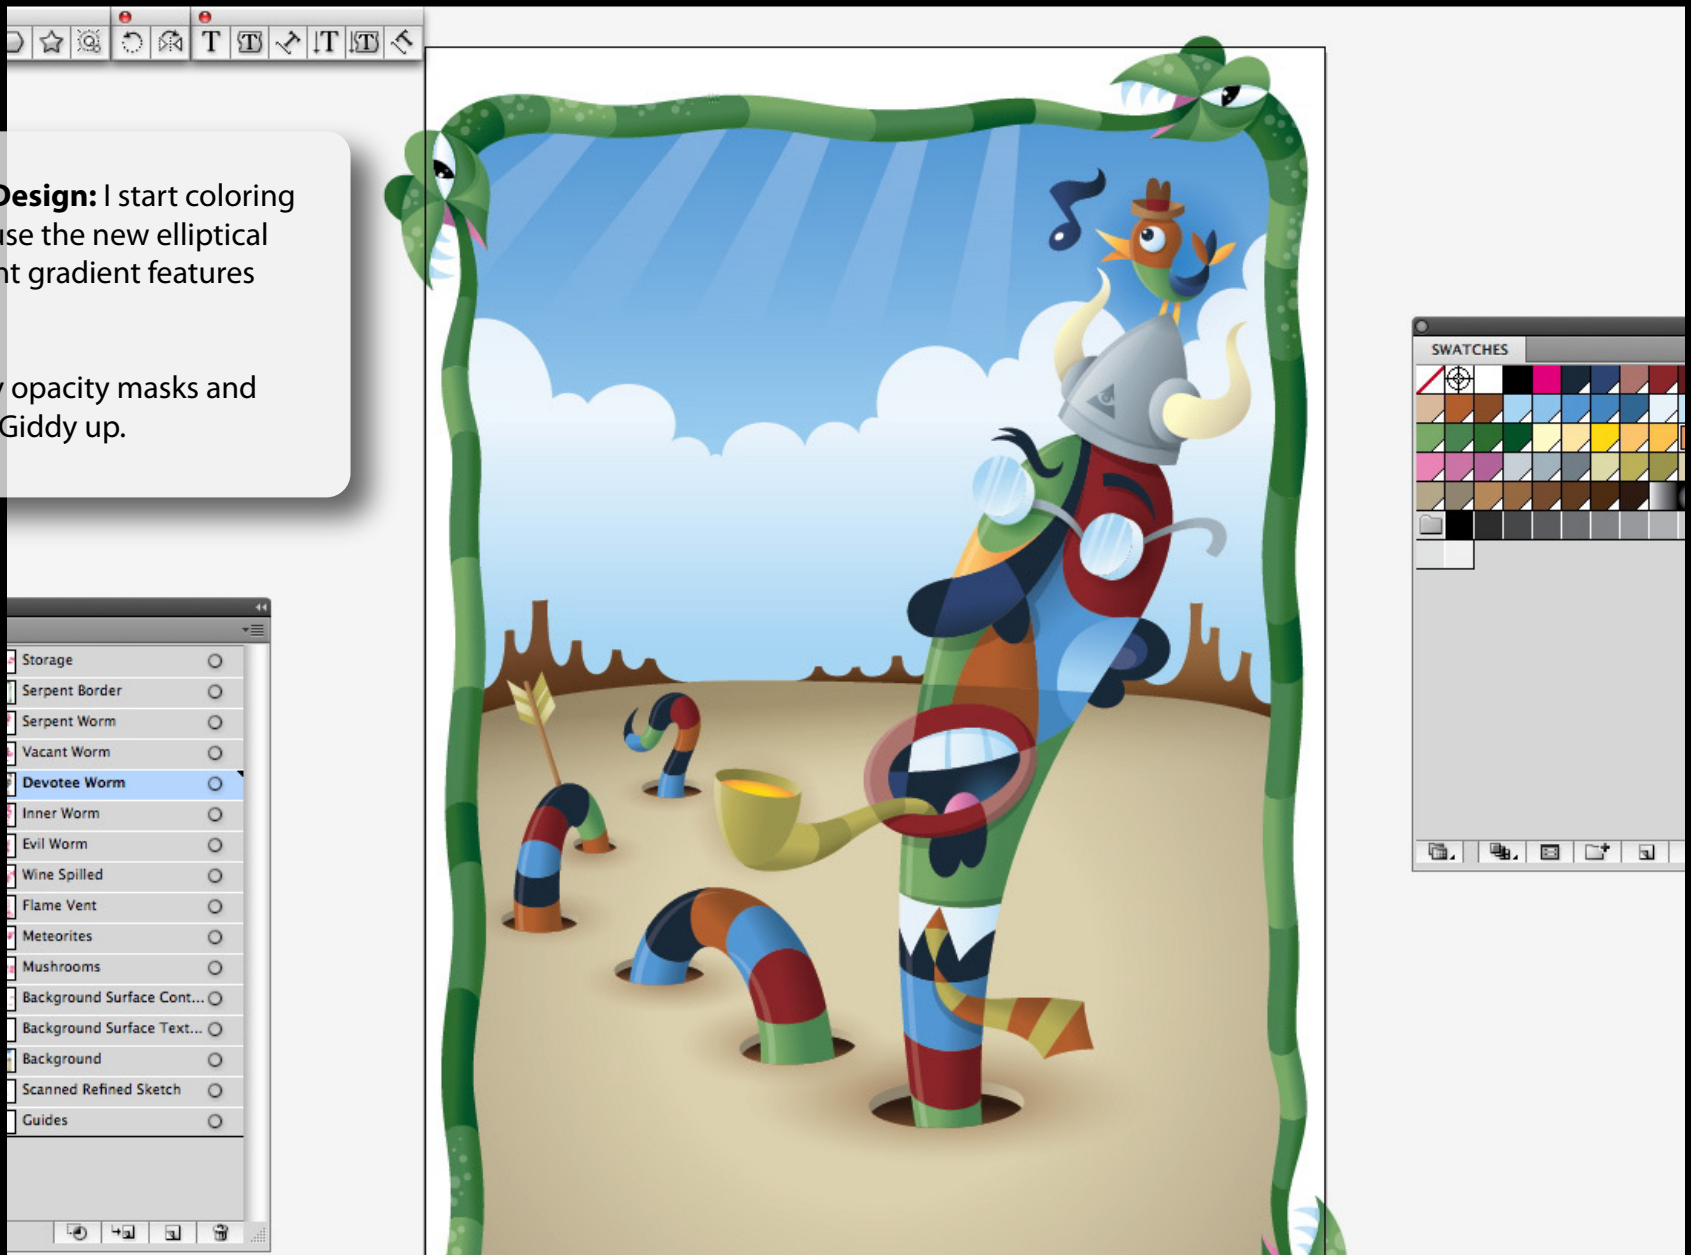 Design: I start coloring
use the new elliptical
nt gradient features
y opacity masks and
Giddy up.
SWATCHES
Storage
Serpent Border
Serpent Worm
Vacant Worm
Devotee Worm
Inner Worm
Evil Worm
Wine Spilled
Flame Vent
Meteorites
Mushrooms
Background Surface Cont...
Background Surface Text...
Background
Scanned Refined Sketch
Guides